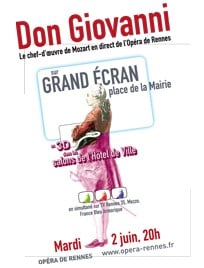 Don Giovanni
Le chef-d'œuvre de Mozart en direct de l'Opéra de Rennes
sur
GRAND ÉCRAN
place de la Mairie
en 3D
dans les
salons de l'Hôtel de Ville
en simultané sur TV Rennes 35, Mezzo,
France Bleu Armorique
Mardi 2 juin, 20h
OPÉRA DE RENNES www.opera-rennes.fr